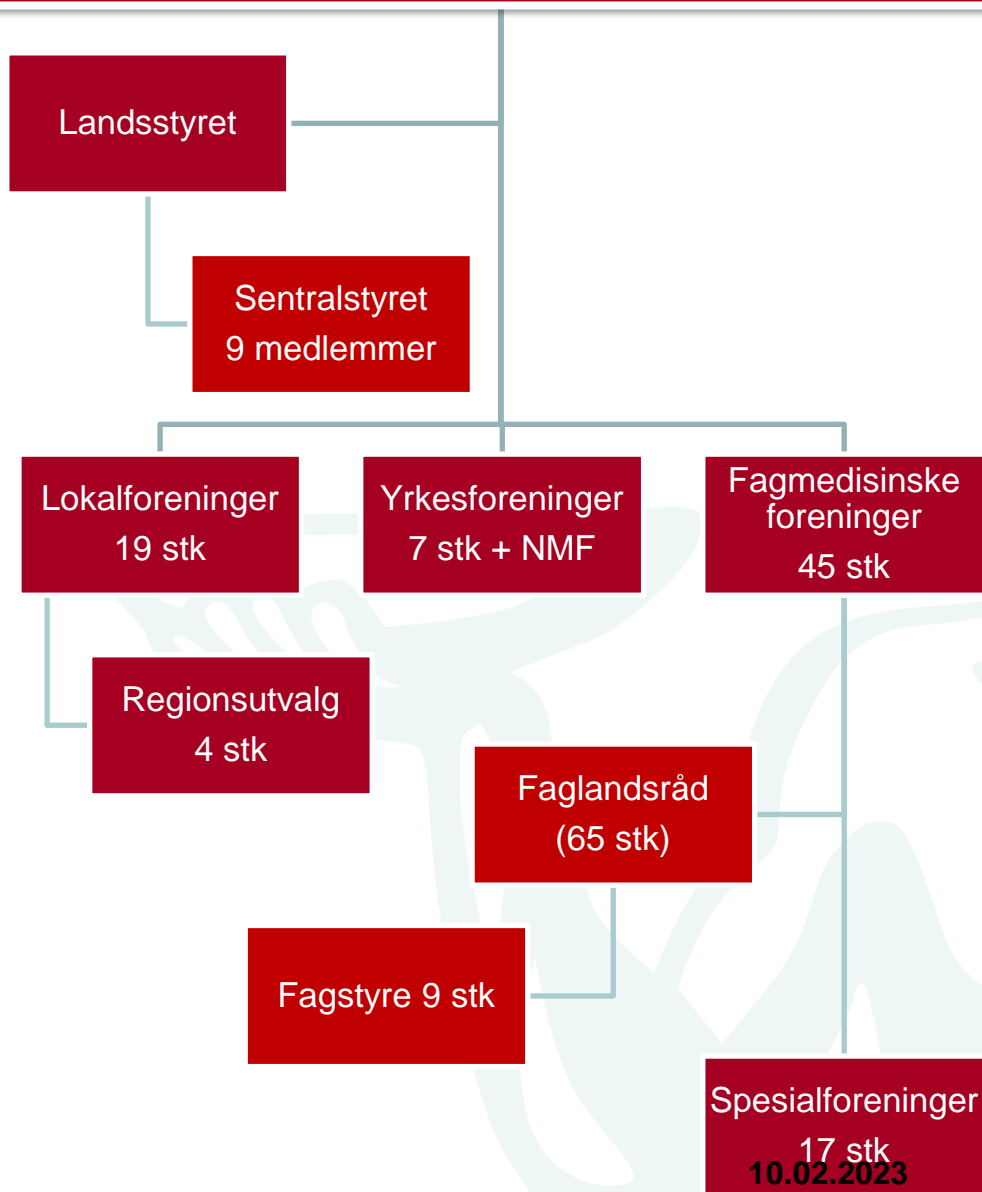 Landsstyret
Sentralstyret
9 medlemmer
Lokalforeninger
19 stk
Yrkesforeninger
7 stk + NMF
Fagmedisinske
foreninger
45 stk
Regionsutvalg
4 stk
Faglandsråd
(65 stk)
Fagstyre 9 stk
Spesialforeninger
17 stk
10.02.2023